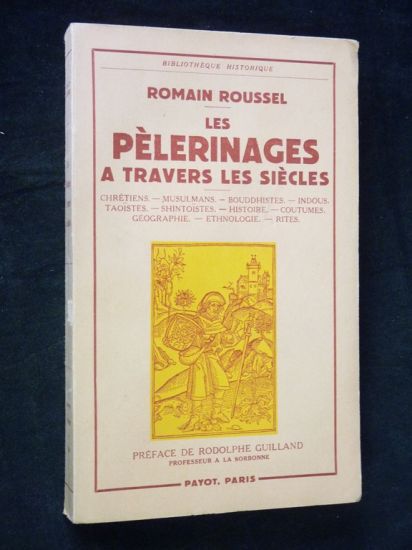 BIBLIOTHÈQUE HISTORIQUE
ROMAIN ROUSSEL
LES
PÈLERINAGES
A TRAVERS LES SIÈCLES
CHRÉTIENS. — MUSULMANS. — BOUDDHISTES. — INDOUS.
TAOISTES. — SHINTOÏSTES. — HISTOIRE. — COUTUMES.
GÉOGRAPHIE. — ETHNOLOGIE. — RITES.
PRÉFACE DE RODOLPHE GUILLAND
PROFESSEUR A LA SORBONNE
PAYOT, PARIS